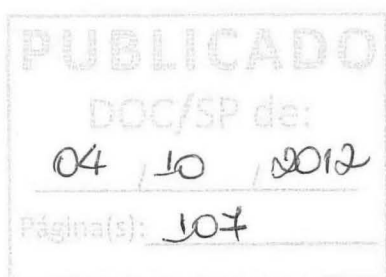 PUBLICADO
DOC/SP de:
04 / 10 / 2012
Página(s): 107